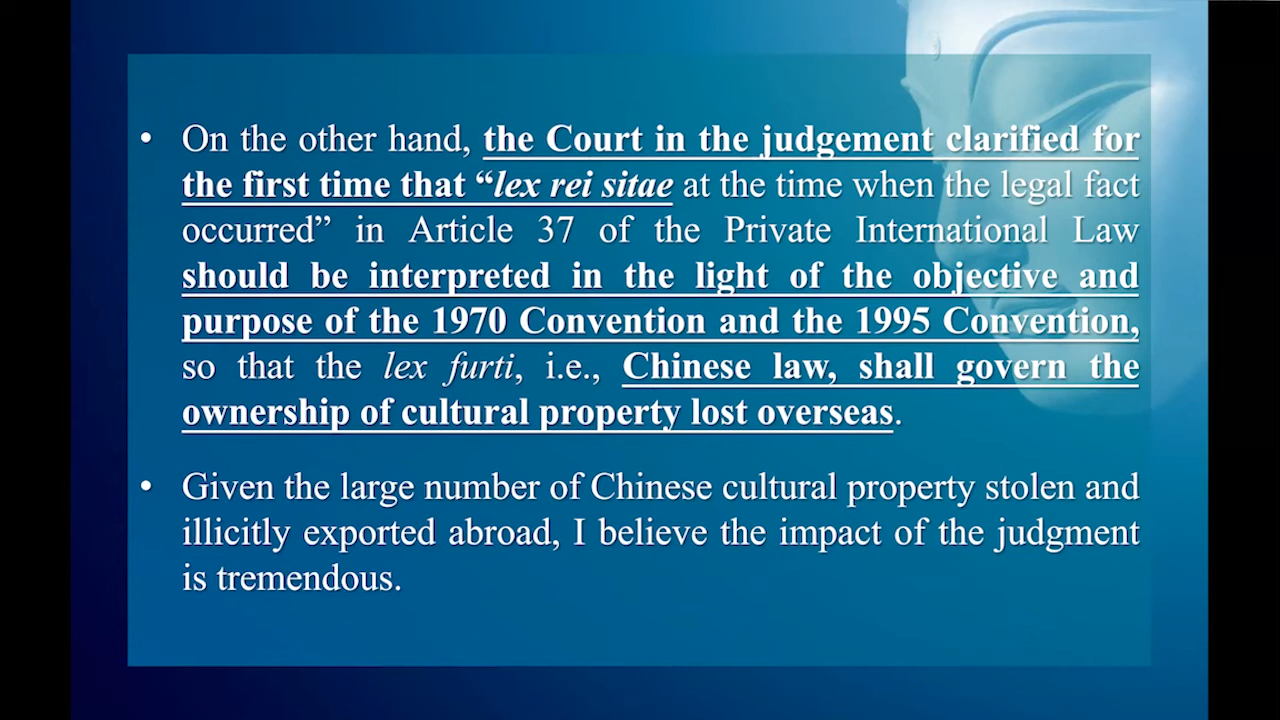 • On the other hand, the Court in the judgement clarified for
the first time that “lex rei sitae at the time when the legal fact
occurred” in Article 37 of the Private International Law
should be interpreted in the light of the objective and
purpose of the 1970 Convention and the 1995 Convention,
so that the lex furti, i.e., Chinese law, shall govern the
ownership of cultural property lost overseas.
• Given the large number of Chinese cultural property stolen and
illicitly exported abroad, I believe the impact of the judgment
is tremendous.